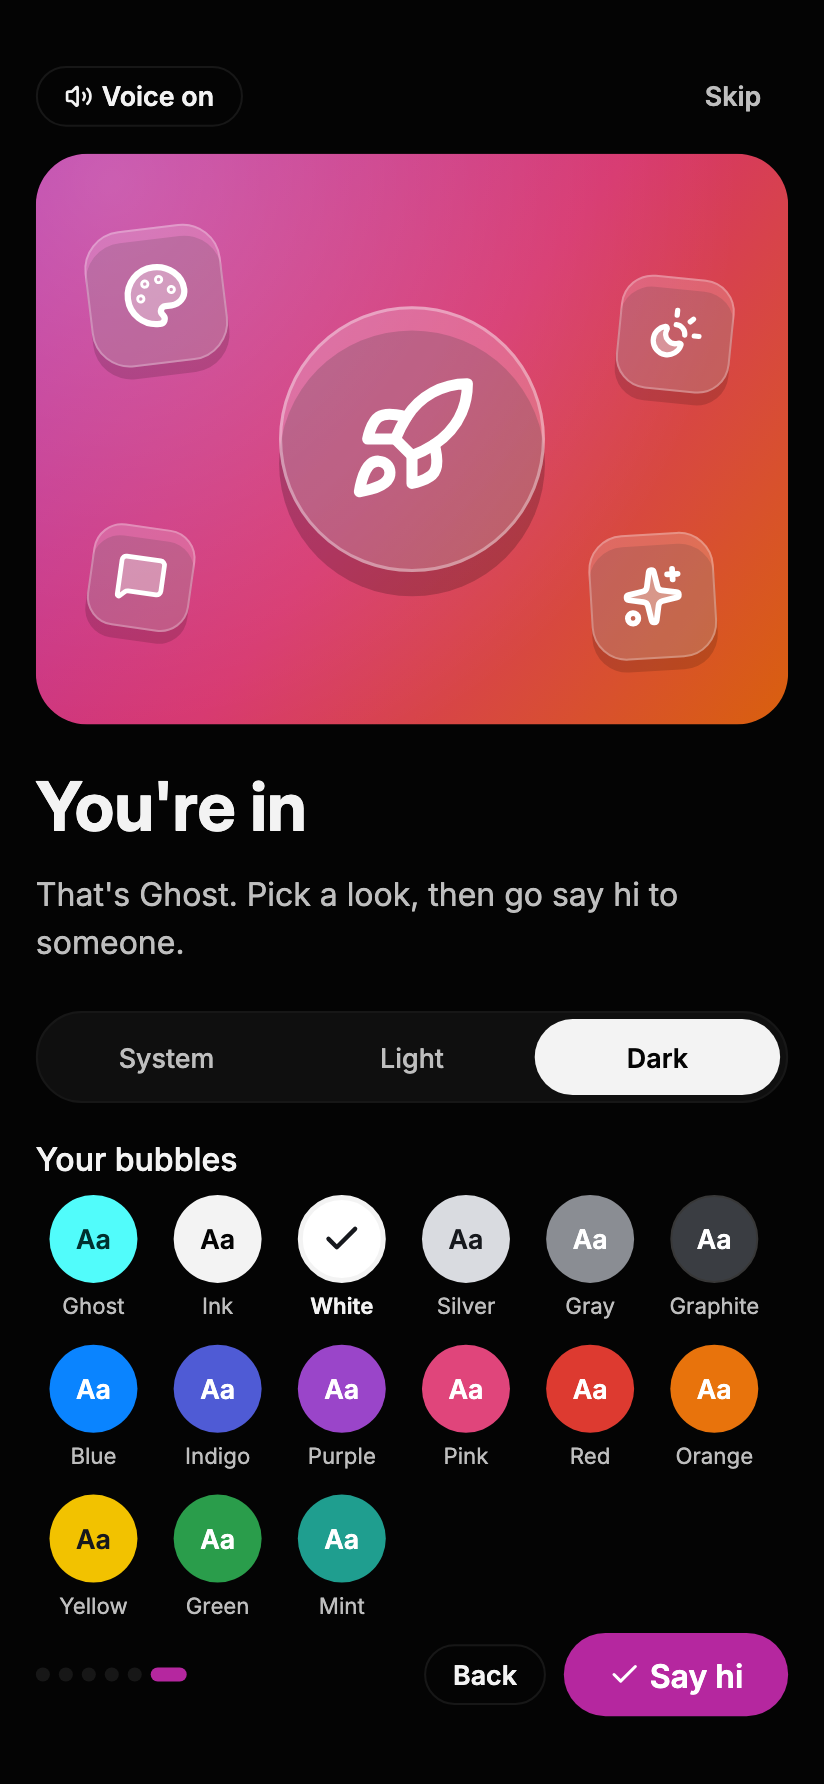 Voice on
Skip
You're in
That's Ghost. Pick a look, then go say hi to
someone.
System Light Dark
Your bubbles
Aa Aa Aa Aa Aa
Ghost Ink White Silver Gray Graphite
Aa Aa Aa Aa Aa Aa
Blue Indigo Purple Pink Red Orange
Aa Aa Aa
Yellow Green Mint
Back Say hi